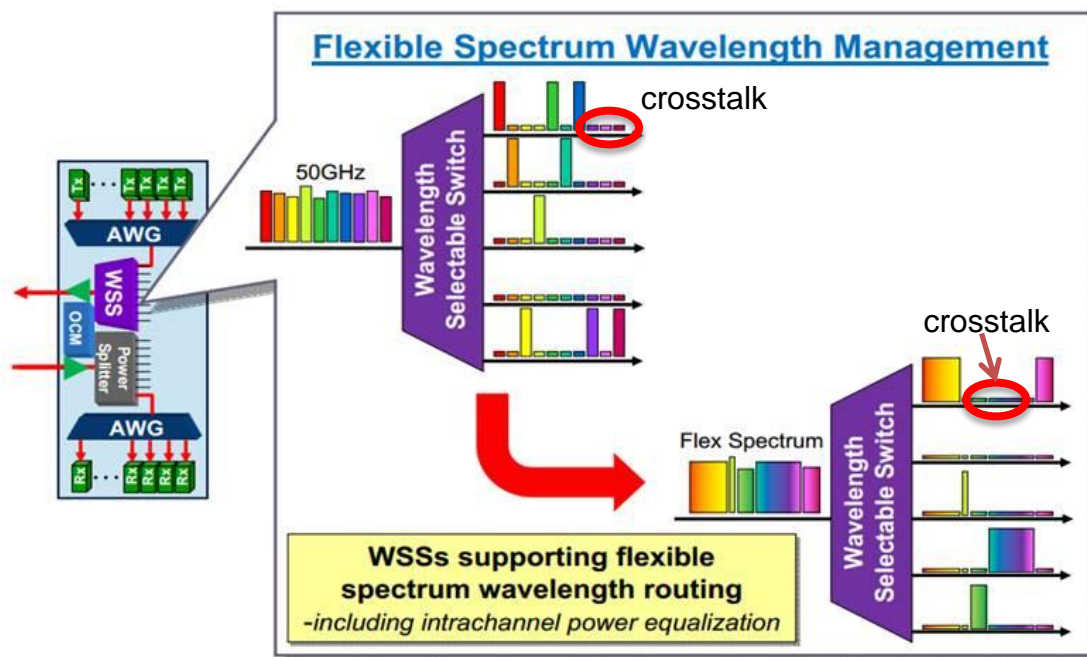 Flexible Spectrum Wavelength Management
crosstalk
50GHz
Wavelength
Selectable Switch
Tx ··· Tx Tx Tx Tx
AWG
WSS
OCM
Power
Splitter
AWG
Rx ··· Rx Rx Rx Rx
crosstalk
Flex Spectrum
Wavelength
Selectable Switch
WSSs supporting flexible
spectrum wavelength routing
-including intrachannel power equalization